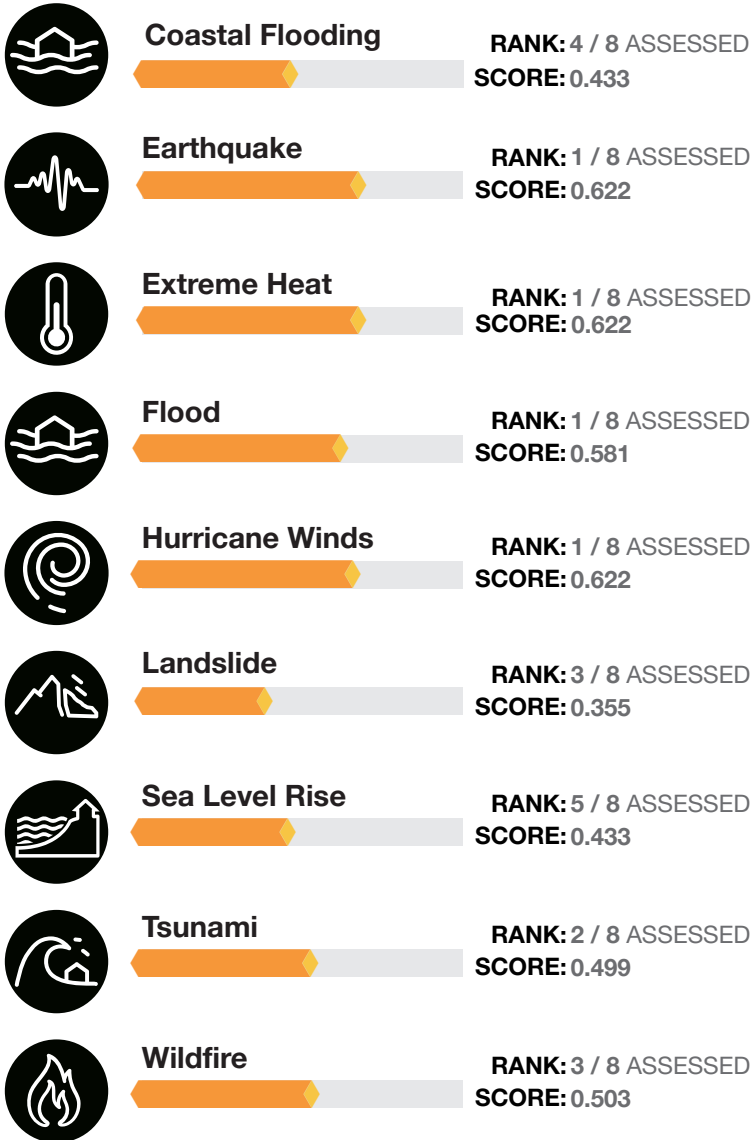 Coastal Flooding
RANK: 4 / 8 ASSESSED
SCORE: 0.433
Earthquake
RANK: 1 / 8 ASSESSED
SCORE: 0.622
Extreme Heat
RANK: 1 / 8 ASSESSED
SCORE: 0.622
Flood
RANK: 1 / 8 ASSESSED
SCORE: 0.581
Hurricane Winds
RANK: 1 / 8 ASSESSED
SCORE: 0.622
Landslide
RANK: 3 / 8 ASSESSED
SCORE: 0.355
Sea Level Rise
RANK: 5 / 8 ASSESSED
SCORE: 0.433
Tsunami
RANK: 2 / 8 ASSESSED
SCORE: 0.499
Wildfire
RANK: 3 / 8 ASSESSED
SCORE: 0.503